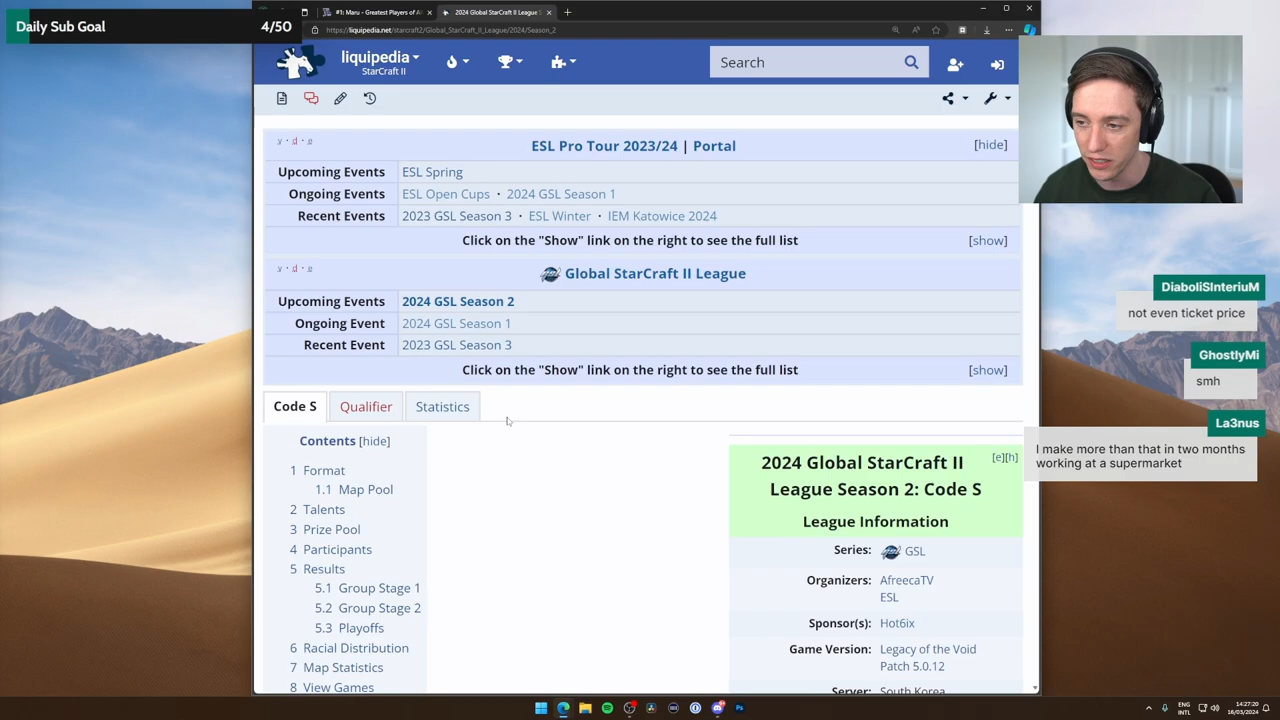 Daily Sub Goal 4/50
#1: Maru - Greatest Players of Al
2024 Global StarCraft II League S
https://liquipedia.net/starcraft2/Global_StarCraft_II_League/2024/Season_2
liquipedia
StarCraft II
Search
v · d · e
ESL Pro Tour 2023/24 | Portal
[hide]
Upcoming Events ESL Spring
Ongoing Events ESL Open Cups • 2024 GSL Season 1
Recent Events 2023 GSL Season 3 • ESL Winter • IEM Katowice 2024
Click on the "Show" link on the right to see the full list [show]
v · d · e
Global StarCraft II League
Upcoming Events 2024 GSL Season 2
Ongoing Event 2024 GSL Season 1
Recent Event 2023 GSL Season 3
Click on the "Show" link on the right to see the full list [show]
Code S Qualifier Statistics
Contents [hide]
1 Format
1.1 Map Pool
2 Talents
3 Prize Pool
4 Participants
5 Results
5.1 Group Stage 1
5.2 Group Stage 2
5.3 Playoffs
6 Racial Distribution
7 Map Statistics
8 View Games
2024 Global StarCraft II
League Season 2: Code S
[e][h]
League Information
Series: GSL
Organizers: AfreecaTV
ESL
Sponsor(s): Hot6ix
Game Version: Legacy of the Void
Patch 5.0.12
Server: South Korea
DiaboliSInteriuM
not even ticket price
GhostlyMi
smh
La3nus
I make more than that in two months
working at a supermarket
ENG
INTL
14:27:20
16/03/2024